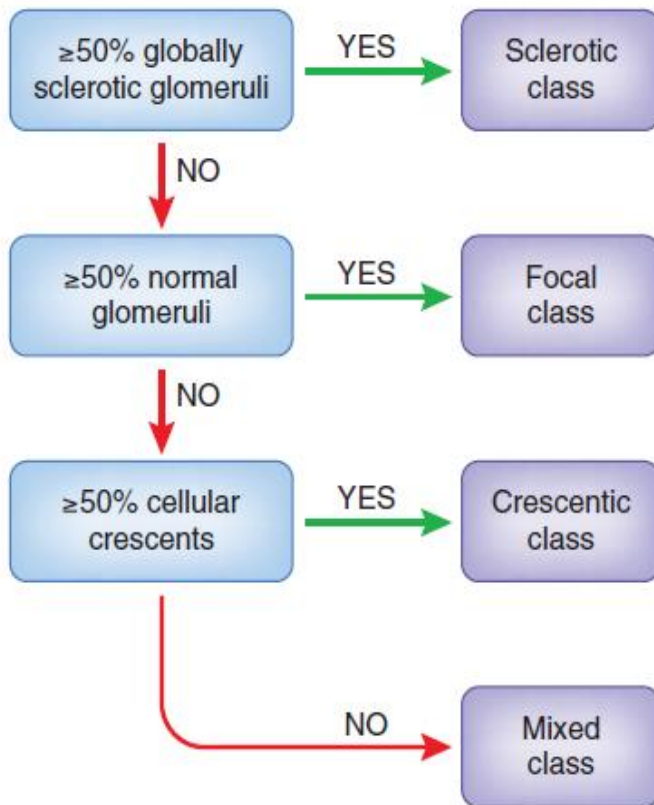 ≥50% globally
sclerotic glomeruli
YES
Sclerotic
class
NO
≥50% normal
glomeruli
YES
Focal
class
NO
≥50% cellular
crescents
YES
Crescentic
class
NO
Mixed
class